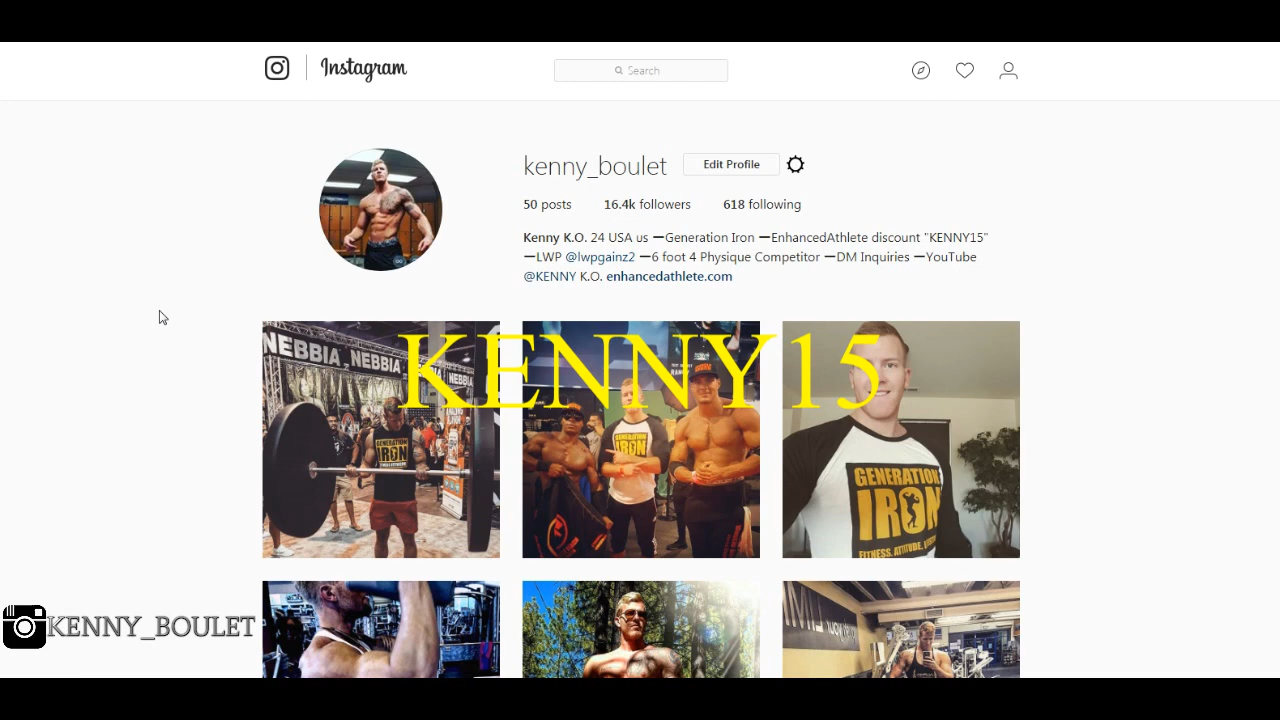 Instagram
Search
kenny_boulet Edit Profile
50 posts 16.4k followers 618 following
Kenny K.O. 24 USA us ➖Generation Iron ➖EnhancedAthlete discount "KENNY15"
➖LWP @lwpgainz2 ➖6 foot 4 Physique Competitor ➖DM Inquiries ➖YouTube
@KENNY K.O. enhancedathlete.com
KENNY15
NEBBIA NEBBIA NEBBIA
GENERATION
IRON
GENERATION
IRON
GENERATION
IRON
FITNESS. ATTITUDE.
KENNY_BOULET